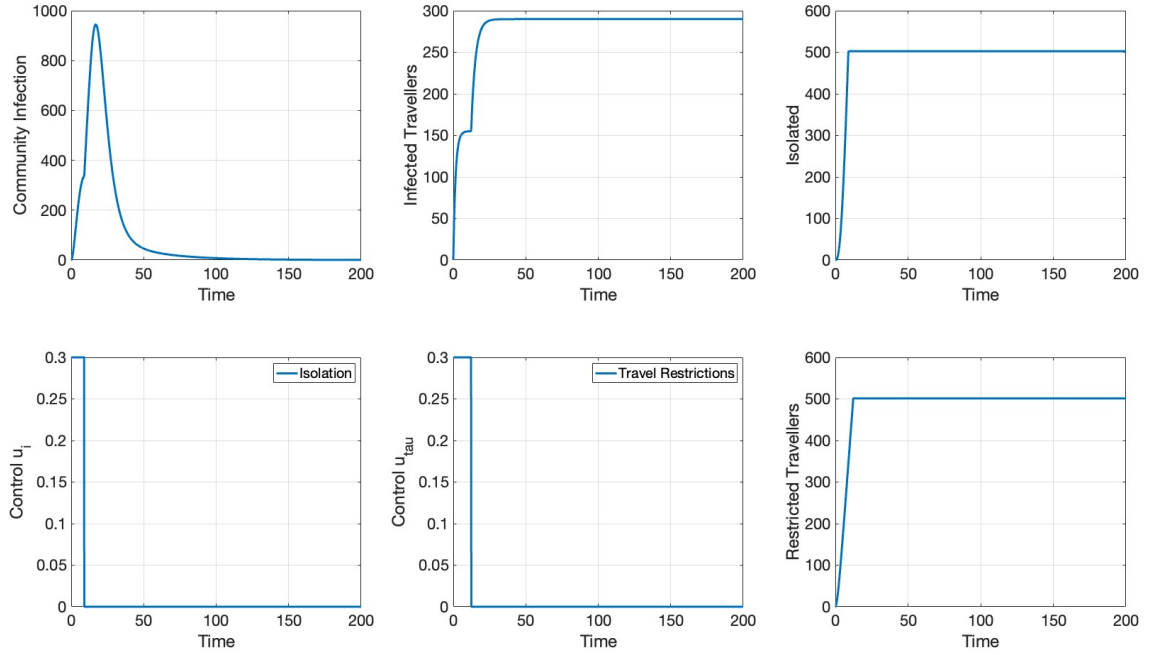 Community Infection
1000
800
600
400
200
0
0 50 100 150 200
Time
Infected Travellers
300
250
200
150
100
50
0
0 50 100 150 200
Time
Isolated
600
500
400
300
200
100
0
0 50 100 150 200
Time
Control u_i
0.3
0.25
0.2
0.15
0.1
0.05
0
Isolation
0 50 100 150 200
Time
Control u_tau
0.3
0.25
0.2
0.15
0.1
0.05
0
Travel Restrictions
0 50 100 150 200
Time
Restricted Travellers
600
500
400
300
200
100
0
0 50 100 150 200
Time